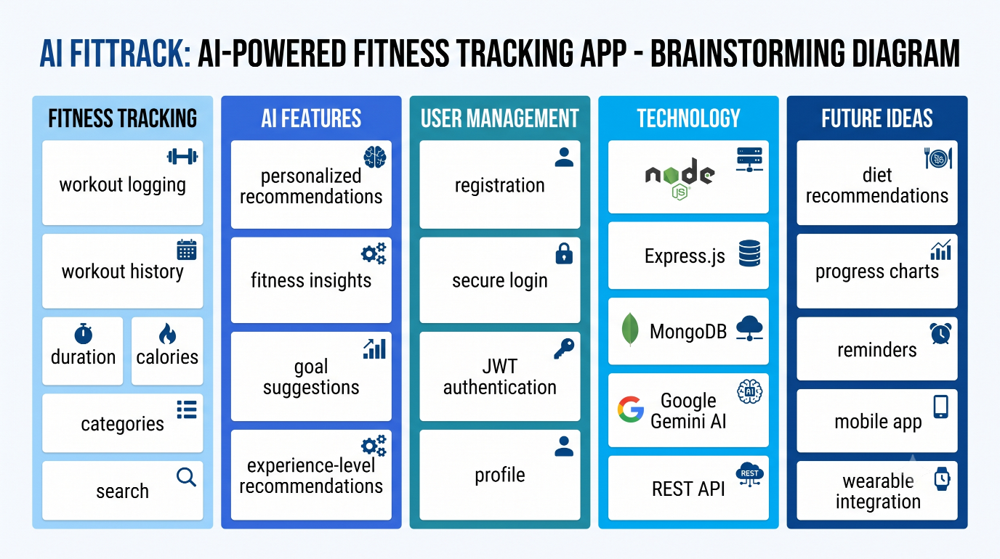 AI FITTRACK: AI-POWERED FITNESS TRACKING APP - BRAINSTORMING DIAGRAM
FITNESS TRACKING
workout logging
workout history
duration
calories
categories
search
AI FEATURES
personalized
recommendations
fitness insights
goal
suggestions
experience-level
recommendations
USER MANAGEMENT
registration
secure login
JWT
authentication
profile
TECHNOLOGY
node
JS
Express.js
MongoDB
AI
Google
Gemini AI
REST
REST API
FUTURE IDEAS
diet
recommendations
progress charts
reminders
mobile app
wearable
integration